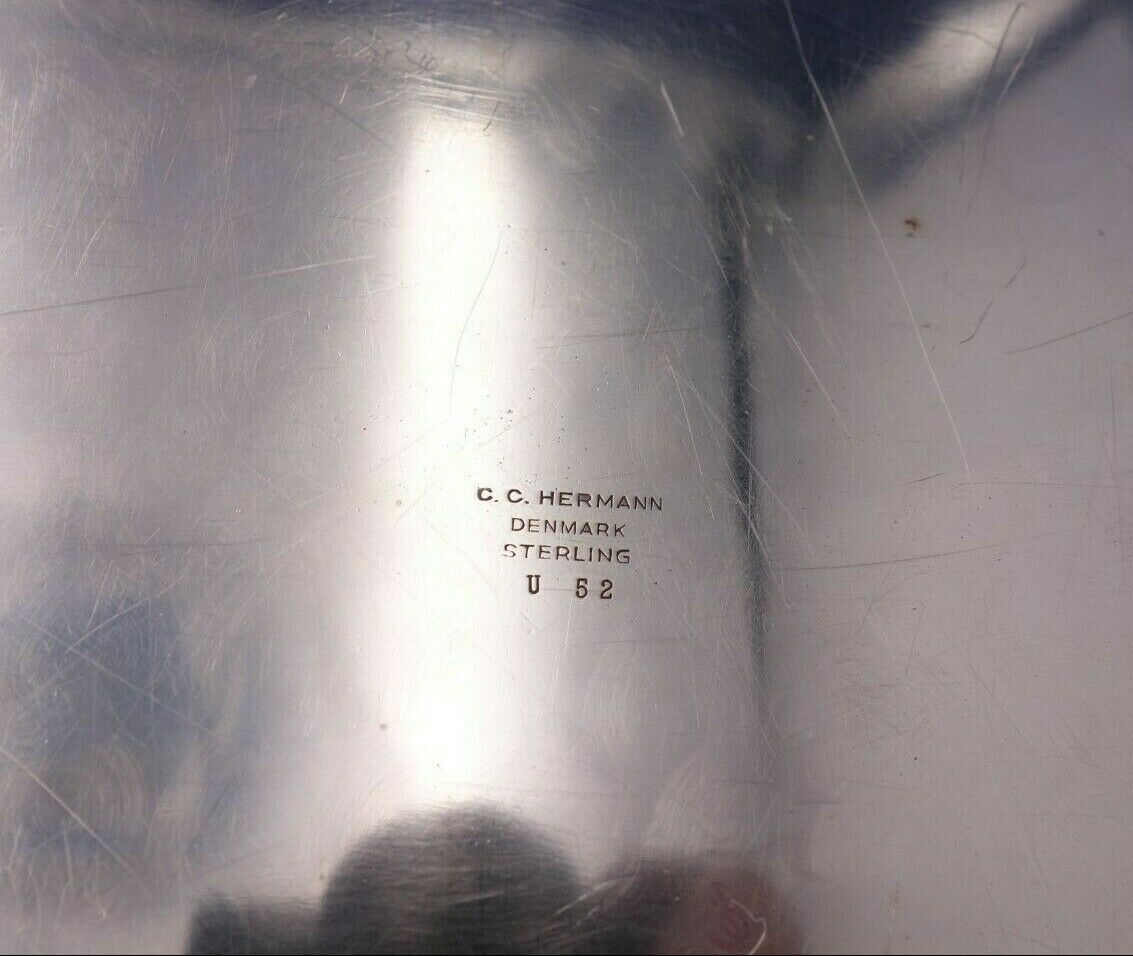 C. C. HERMANN
DENMARK
STERLING
U 52